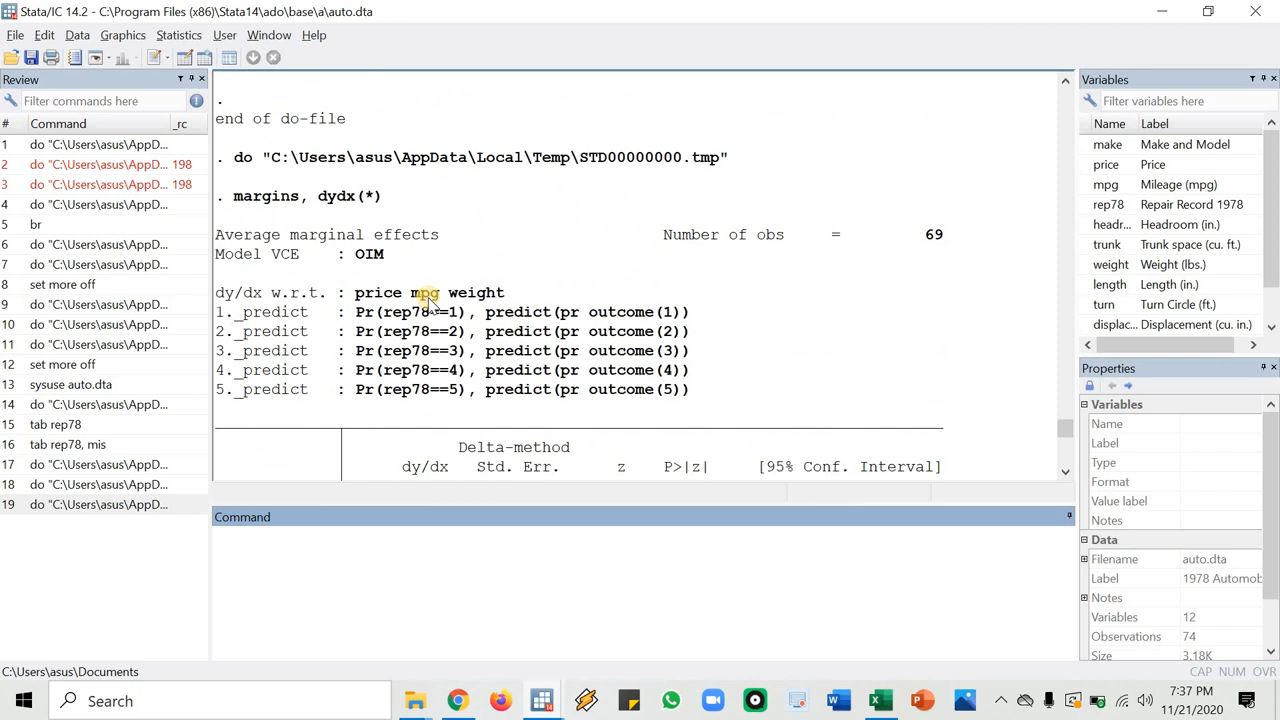 Stata/IC 14.2 - C:\Program Files (x86)\Stata14\ado\base\a\auto.dta
File Edit Data Graphics Statistics User Window Help
Review
Filter commands here
# Command _rc
1 do "C:\Users\asus\AppD...
2 do "C:\Users\asus\AppD... 198
3 do "C:\Users\asus\AppD... 198
4 do "C:\Users\asus\AppD...
5 br
6 do "C:\Users\asus\AppD...
7 do "C:\Users\asus\AppD...
8 set more off
9 do "C:\Users\asus\AppD...
10 do "C:\Users\asus\AppD...
11 do "C:\Users\asus\AppD...
12 set more off
13 sysuse auto.dta
14 do "C:\Users\asus\AppD...
15 tab rep78
16 tab rep78, mis
17 do "C:\Users\asus\AppD...
18 do "C:\Users\asus\AppD...
19 do "C:\Users\asus\AppD...
.
end of do-file
. do "C:\Users\asus\AppData\Local\Temp\STD00000000.tmp"
. margins, dydx(*)
Average marginal effects Number of obs = 69
Model VCE : OIM
dy/dx w.r.t. : price mpg weight
1._predict : Pr(rep78==1), predict(pr outcome(1))
2._predict : Pr(rep78==2), predict(pr outcome(2))
3._predict : Pr(rep78==3), predict(pr outcome(3))
4._predict : Pr(rep78==4), predict(pr outcome(4))
5._predict : Pr(rep78==5), predict(pr outcome(5))
Delta-method
dy/dx Std. Err. z P>|z| [95% Conf. Interval]
Command
Variables
Filter variables here
Name Label
make Make and Model
price Price
mpg Mileage (mpg)
rep78 Repair Record 1978
headr... Headroom (in.)
trunk Trunk space (cu. ft.)
weight Weight (lbs.)
length Length (in.)
turn Turn Circle (ft.)
displac... Displacement (cu. in.)
Properties
Variables
Name
Label
Type
Format
Value label
Notes
Data
Filename auto.dta
Label 1978 Automob
Notes
Variables 12
Observations 74
Size 3.18K
C:\Users\asus\Documents
CAP NUM OVR
Search
7:37 PM
11/21/2020